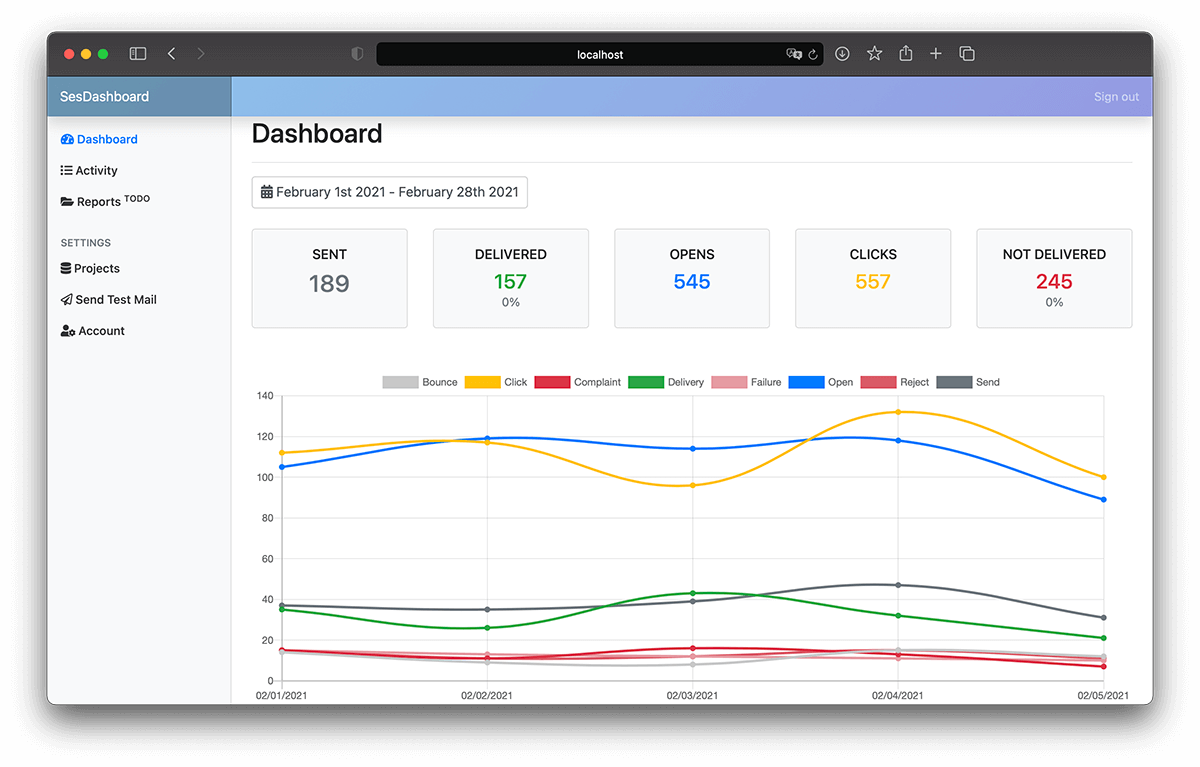 localhost
SesDashboard
Sign out
Dashboard
Activity
Reports TODO
SETTINGS
Projects
Send Test Mail
Account
Dashboard
February 1st 2021 - February 28th 2021
SENT
189
DELIVERED
157
0%
OPENS
545
CLICKS
557
NOT DELIVERED
245
0%
Bounce Click Complaint Delivery Failure Open Reject Send
140
120
100
80
60
40
20
0
02/01/2021 02/02/2021 02/03/2021 02/04/2021 02/05/2021